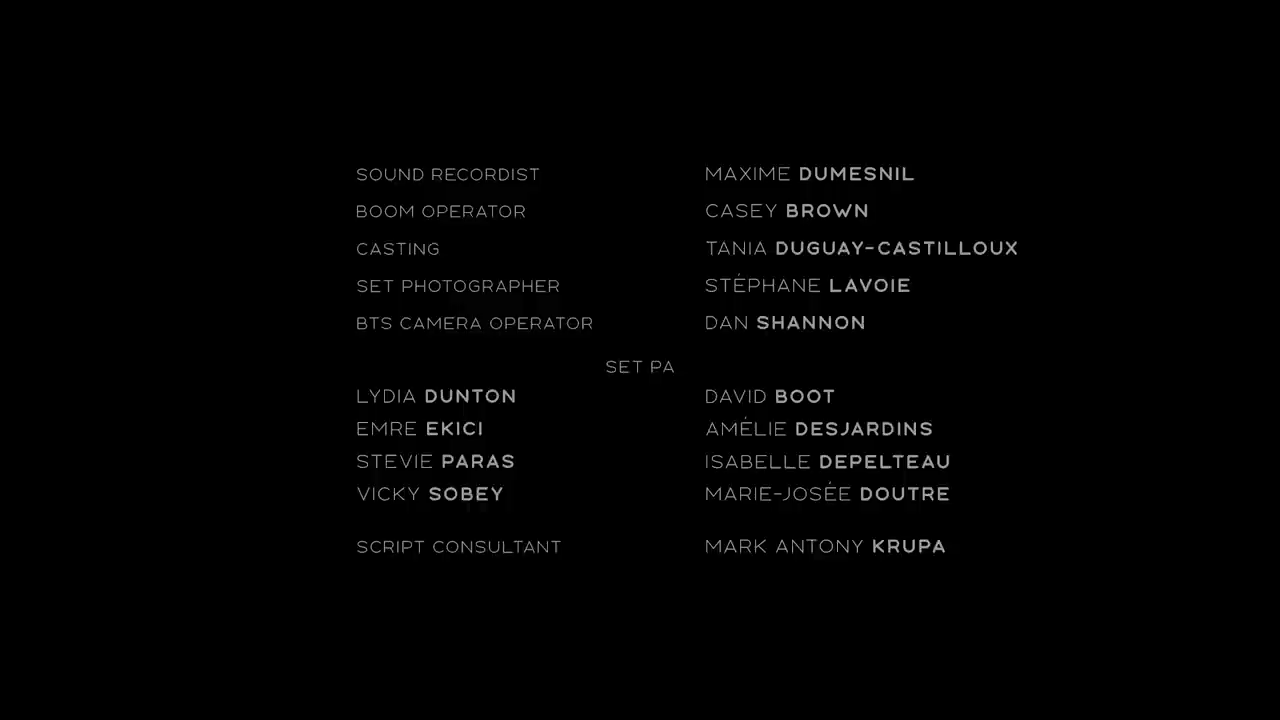 SOUND RECORDIST MAXIME DUMESNIL
BOOM OPERATOR CASEY BROWN
CASTING TANIA DUGUAY-CASTILLOUX
SET PHOTOGRAPHER STÉPHANE LAVOIE
BTS CAMERA OPERATOR DAN SHANNON
SET PA
LYDIA DUNTON DAVID BOOT
EMRE EKICI AMÉLIE DESJARDINS
STEVIE PARAS ISABELLE DEPELTEAU
VICKY SOBEY MARIE-JOSÉE DOUTRE
SCRIPT CONSULTANT MARK ANTONY KRUPA